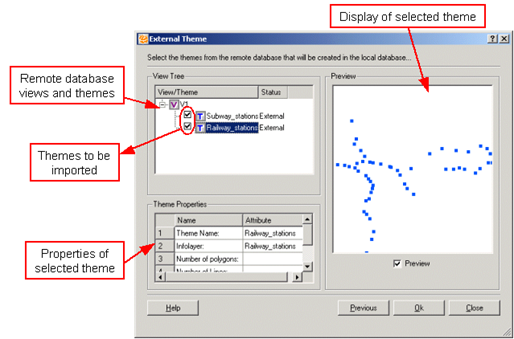 Display of selected theme
External Theme
Select the themes from the remote database that will be created in the local database...
Remote database
views and themes
View Tree
View/Theme Status
V1
Subway_stations External
Railway_stations External
Themes to be
imported
Preview
Theme Properties
Name Attribute
1 Theme Name: Railway_stations
2 Infolayer: Railway_stations
3 Number of polygons:
4 Number of Lines:
Properties of
selected theme
Preview
Help Previous Ok Close